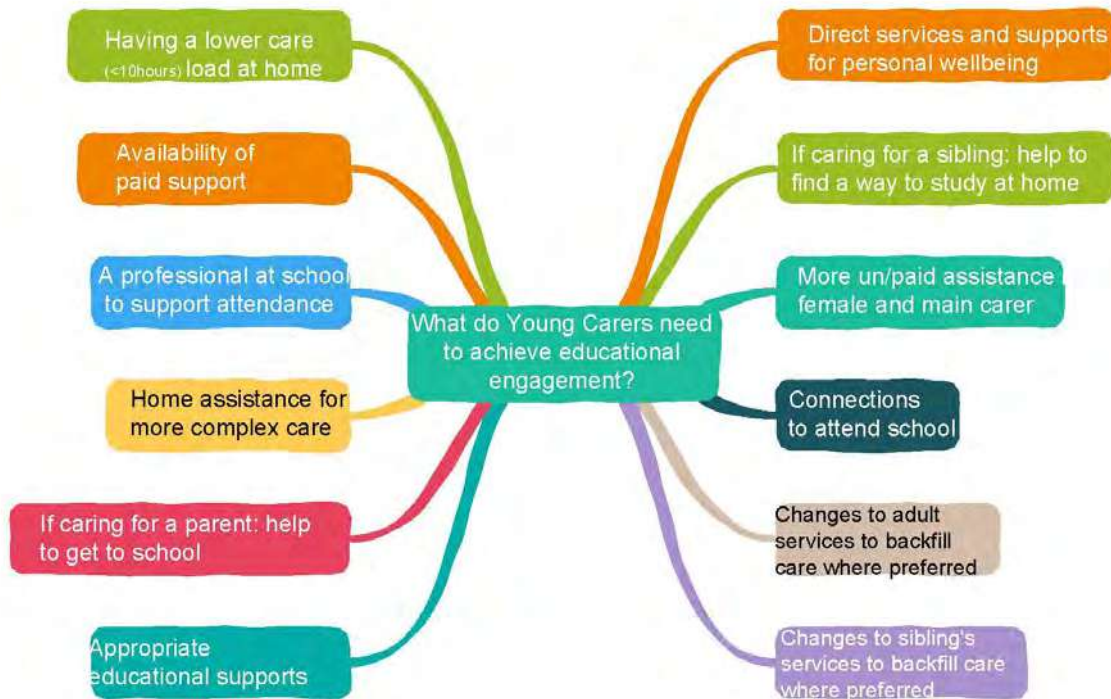 Having a lower care
(<10hours) load at home
Availability of
paid support
A professional at school
to support attendance
Home assistance for
more complex care
If caring for a parent: help
to get to school
Appropriate
educational supports
What do Young Carers need
to achieve educational
engagement?
Direct services and supports
for personal wellbeing
If caring for a sibling: help to
find a way to study at home
More un/paid assistance
female and main carer
Connections
to attend school
Changes to adult
services to backfill
care where preferred
Changes to sibling's
services to backfill care
where preferred